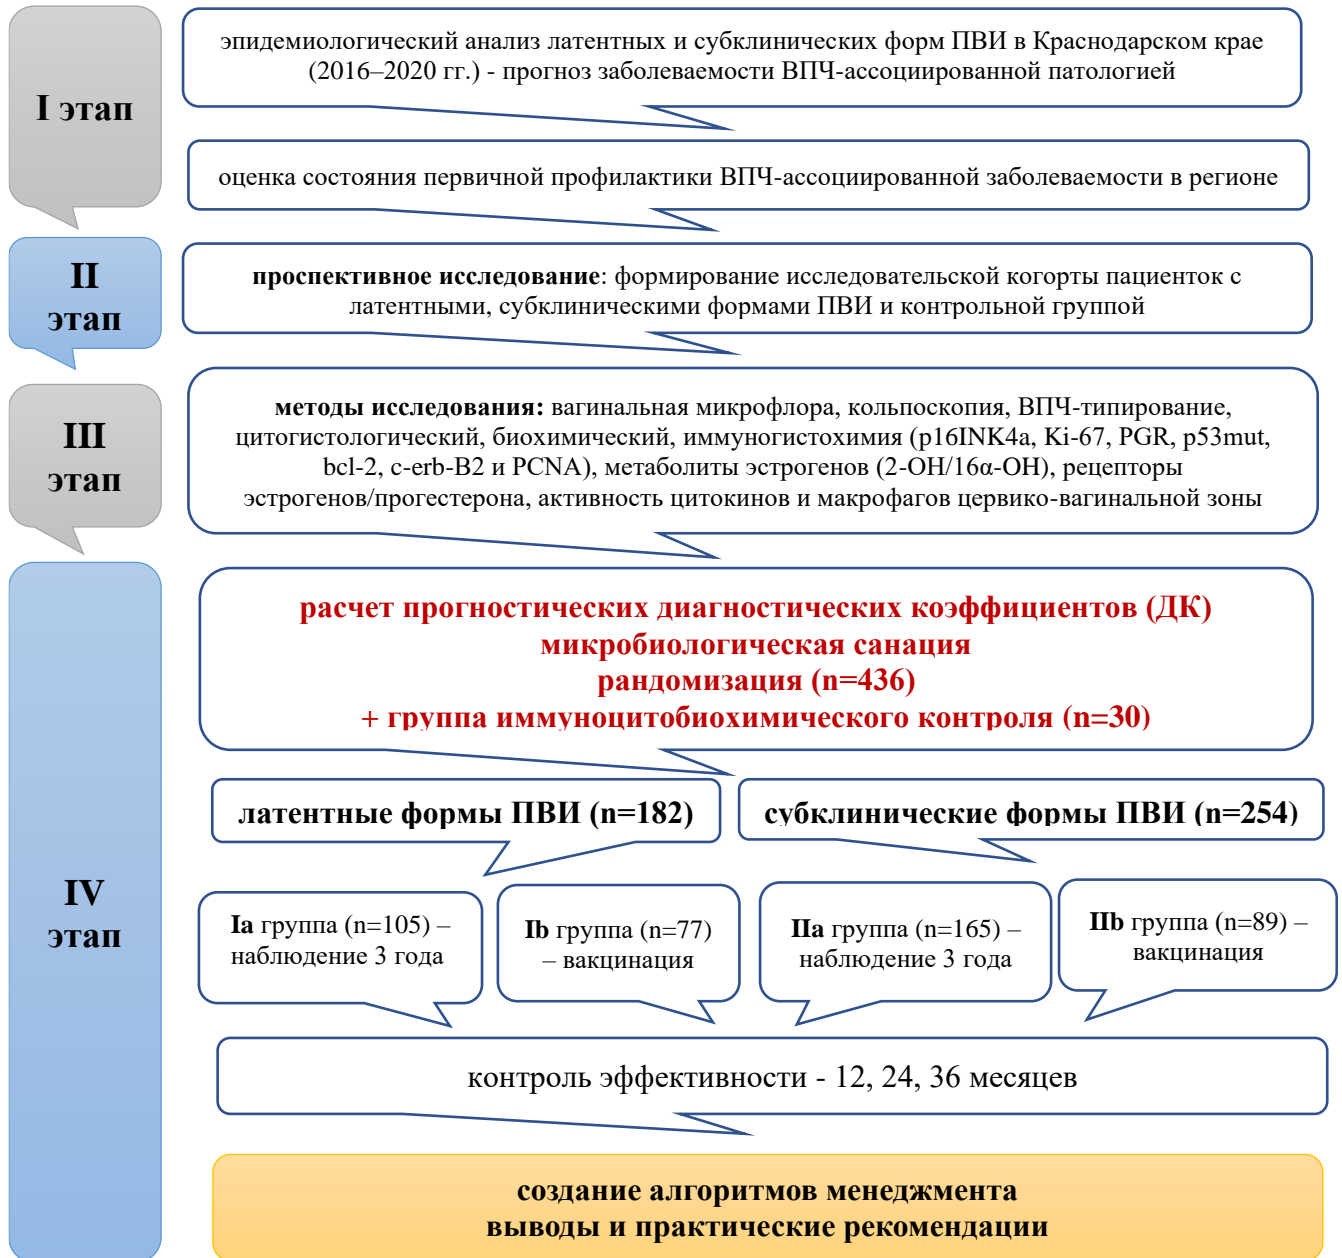 I этап
эпидемиологический анализ латентных и субклинических форм ПВИ в Краснодарском крае
(2016–2020 гг.) - прогноз заболеваемости ВПЧ-ассоциированной патологией
оценка состояния первичной профилактики ВПЧ-ассоциированной заболеваемости в регионе
II
этап
проспективное исследование: формирование исследовательской когорты пациенток с
латентными, субклиническими формами ПВИ и контрольной группой
III
этап
методы исследования: вагинальная микрофлора, кольпоскопия, ВПЧ-типирование,
цитогистологический, биохимический, иммуногистохимия (p16INK4a, Ki-67, PGR, p53mut,
bcl-2, c-erb-B2 и PCNA), метаболиты эстрогенов (2-ОН/16α-ОН), рецепторы
эстрогенов/прогестерона, активность цитокинов и макрофагов цервико-вагинальной зоны
IV
этап
расчет прогностических диагностических коэффициентов (ДК)
микробиологическая санация
рандомизация (n=436)
+ группа иммуноцитобиохимического контроля (n=30)
латентные формы ПВИ (n=182)
субклинические формы ПВИ (n=254)
Ia группа (n=105) –
наблюдение 3 года
Ib группа (n=77)
– вакцинация
IIa группа (n=165) –
наблюдение 3 года
IIb группа (n=89) –
вакцинация
контроль эффективности - 12, 24, 36 месяцев
создание алгоритмов менеджмента
выводы и практические рекомендации